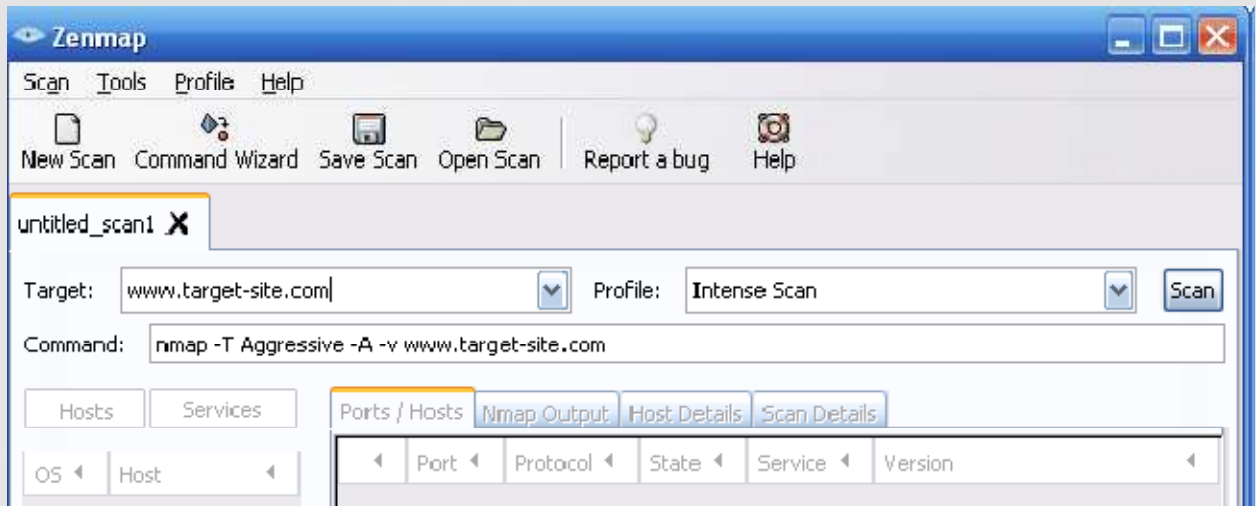 Zenmap
Scan Tools Profile Help
New Scan Command Wizard Save Scan Open Scan Report a bug Help
untitled_scan1
Target: www.target-site.com Profile: Intense Scan Scan
Command: nmap -T Aggressive -A -v www.target-site.com
Hosts Services Ports / Hosts Nmap Output Host Details Scan Details
OS Host Port Protocol State Service Version